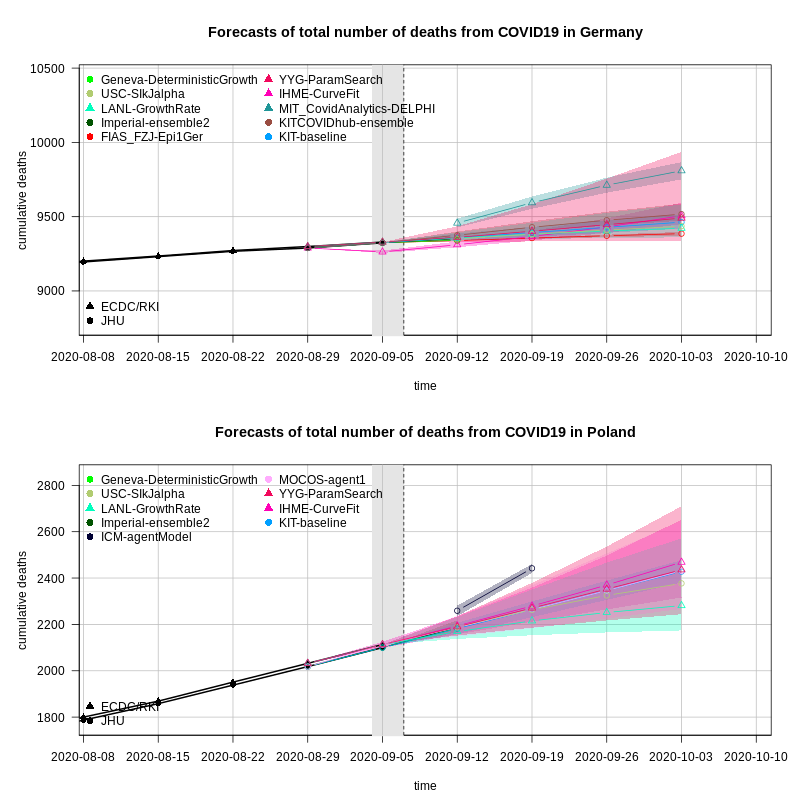 Forecasts of total number of deaths from COVID19 in Germany
10500
Geneva-DeterministicGrowth YYG-ParamSearch
USC-SIkJalpha IHME-CurveFit
LANL-GrowthRate MIT_CovidAnalytics-DELPHI
Imperial-ensemble2 KITCOVIDhub-ensemble
FIAS_FZJ-Epi1Ger KIT-baseline
10000
cumulative deaths
9500
9000
ECDC/RKI
JHU
2020-08-08 2020-08-15 2020-08-22 2020-08-29 2020-09-05 2020-09-12 2020-09-19 2020-09-26 2020-10-03 2020-10-10
time
Forecasts of total number of deaths from COVID19 in Poland
2800
Geneva-DeterministicGrowth MOCOS-agent1
USC-SIkJalpha YYG-ParamSearch
LANL-GrowthRate IHME-CurveFit
Imperial-ensemble2 KIT-baseline
ICM-agentModel
2600
2400
cumulative deaths
2200
2000
1800
ECDC/RKI
JHU
2020-08-08 2020-08-15 2020-08-22 2020-08-29 2020-09-05 2020-09-12 2020-09-19 2020-09-26 2020-10-03 2020-10-10
time